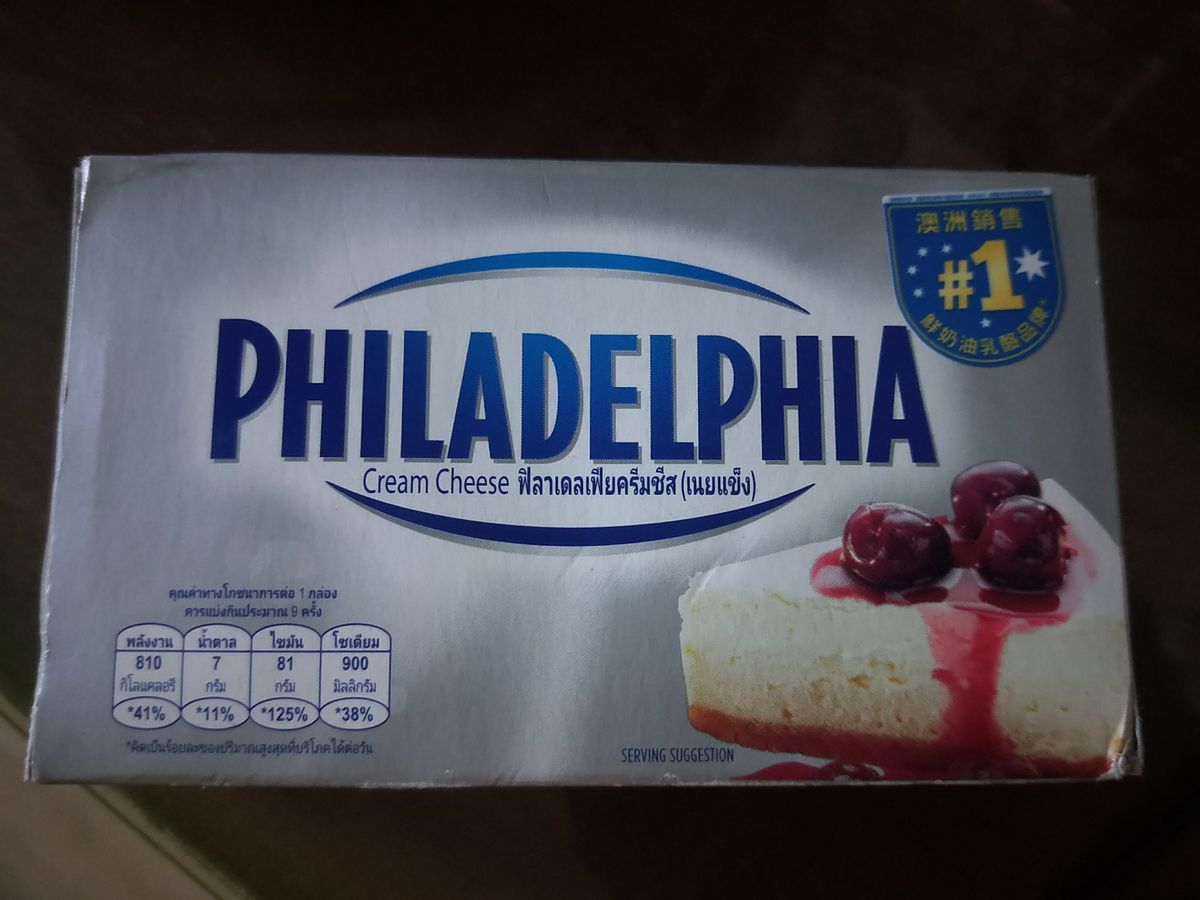 澳洲銷售
#1
鮮奶油乳酪品牌*
PHILADELPHIA
Cream Cheese ฟิลาเดลเฟียครีมชีส (เนยแข็ง)
คุณค่าทางโภชนาการต่อ 1 กล่อง
ควรแบ่งกินประมาณ 9 ครั้ง
พลังงาน น้ำตาล ไขมัน โซเดียม
810 7 81 900
กิโลแคลอรี กรัม กรัม มิลลิกรัม
*41% *11% *125% *38%
*คิดเป็นร้อยละของปริมาณสูงสุดที่บริโภคได้ต่อวัน
SERVING SUGGESTION